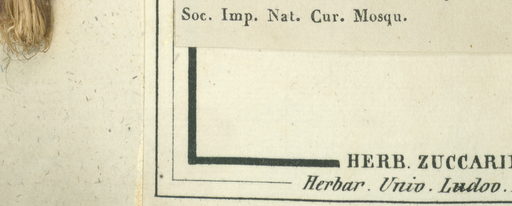 Soc. Imp. Nat. Cur. Mosqu.
HERB. ZUCCARI
Herbar. Univ. Ludov.